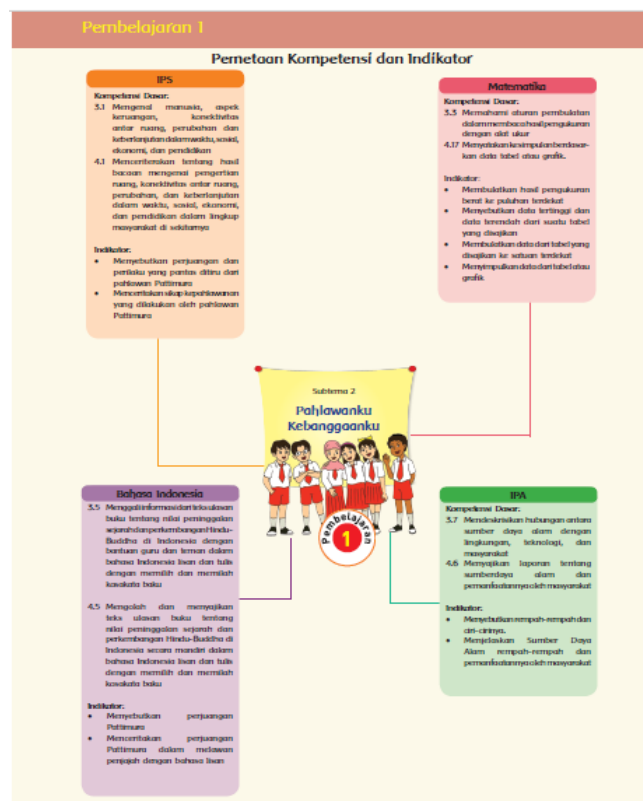 Pembelajaran 1
Pemetaan Kompetensi dan Indikator
IPS
Kompetensi Dasar:
3.1 Mengenal manusia, aspek
keruangan, konektivitas
antar ruang, perubahan dan
keberlanjutan dalam waktu, sosial,
ekonomi, dan pendidikan
4.1 Menceriterakan tentang hasil
bacaan mengenai pengertian
ruang, konektivitas antar ruang,
perubahan, dan keberlanjutan
dalam waktu, sosial, ekonomi,
dan pendidikan dalam lingkup
masyarakat di sekitarnya
Indikator:
• Menyebutkan perjuangan dan
perilaku yang pantas ditiru dari
pahlawan Pattimura
• Menceritakan sikap kepahlawanan
yang dilakukan oleh pahlawan
Pattimura
Matematika
Kompetensi Dasar:
3.3 Memahami aturan pembulatan
dalam membaca hasil pengukuran
dengan alat ukur
4.17 Menyatakan kesimpulan berdasar-
kan data tabel atau grafik.
Indikator:
• Membulatkan hasil pengukuran
berat ke puluhan terdekat
• Menyebutkan data tertinggi dan
data terendah dari suatu tabel
yang disajikan
• Membulatkan data dari tabel yang
disajikan ke satuan terdekat
• Menyimpulkan data dari tabel atau
grafik
Subtema 2
Pahlawanku
Kebanggaanku
Pembelajaran
1
Bahasa Indonesia
3.5 Menggali informasi dari teks ulasan
buku tentang nilai peninggalan
sejarah dan perkembangan Hindu-
Buddha di Indonesia dengan
bantuan guru dan teman dalam
bahasa Indonesia lisan dan tulis
dengan memilih dan memilah
kosakata baku
4.5 Mengolah dan menyajikan
teks ulasan buku tentang
nilai peninggalan sejarah dan
perkembangan Hindu-Buddha di
Indonesia secara mandiri dalam
bahasa Indonesia lisan dan tulis
dengan memilih dan memilah
kosakata baku
Indikator:
• Menyebutkan perjuangan
Pattimura
• Menceritakan perjuangan
Pattimura dalam melawan
penjajah dengan bahasa lisan
IPA
Kompetensi Dasar:
3.7 Mendeskrisikan hubungan antara
sumber daya alam dengan
lingkungan, teknologi, dan
masyarakat
4.6 Menyajikan laporan tentang
sumberdaya alam dan
pemanfaatannya oleh masyarakat
Indikator:
• Menyebutkan rempah-rempah dan
ciri-cirinya.
• Menjelaskan Sumber Daya
Alam rempah-rempah dan
pemanfaatannya oleh masyarakat